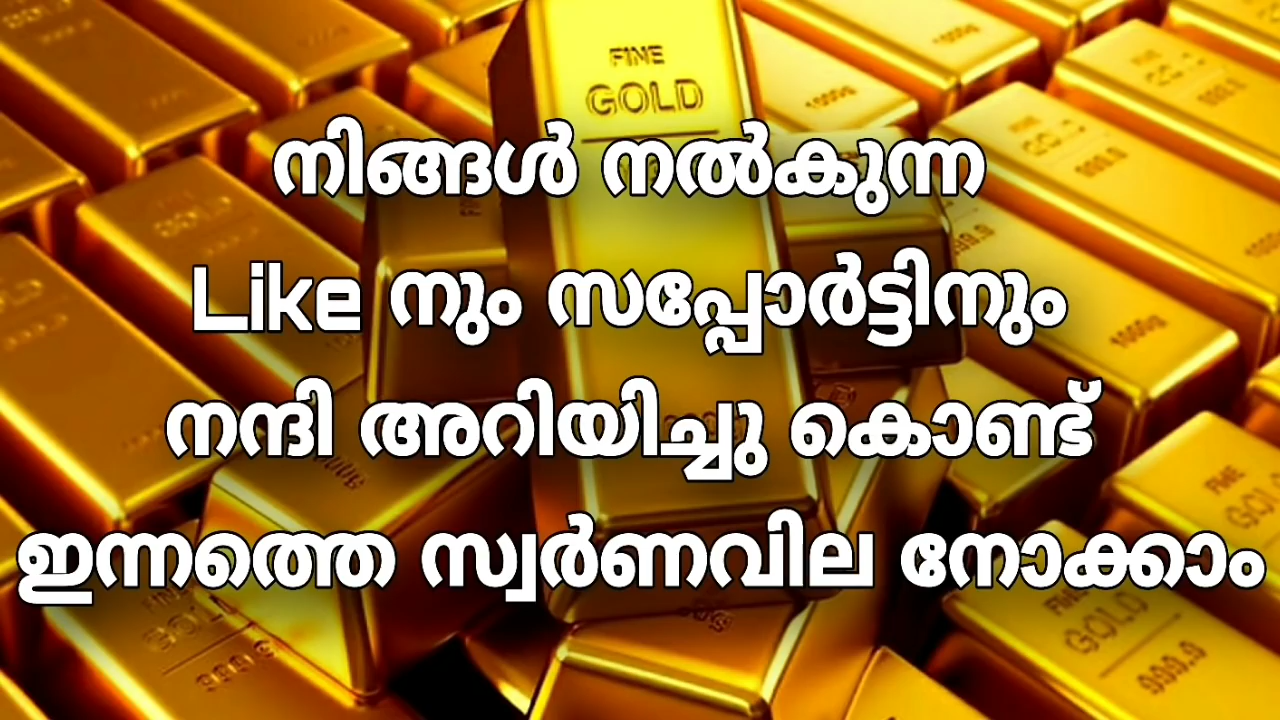 FINE
GOLD
നിങ്ങൾ നൽകുന്ന
Like നും സപ്പോർട്ടിനും
നന്ദി അറിയിച്ചു കൊണ്ട്
ഇന്നത്തെ സ്വർണവില നോക്കാം